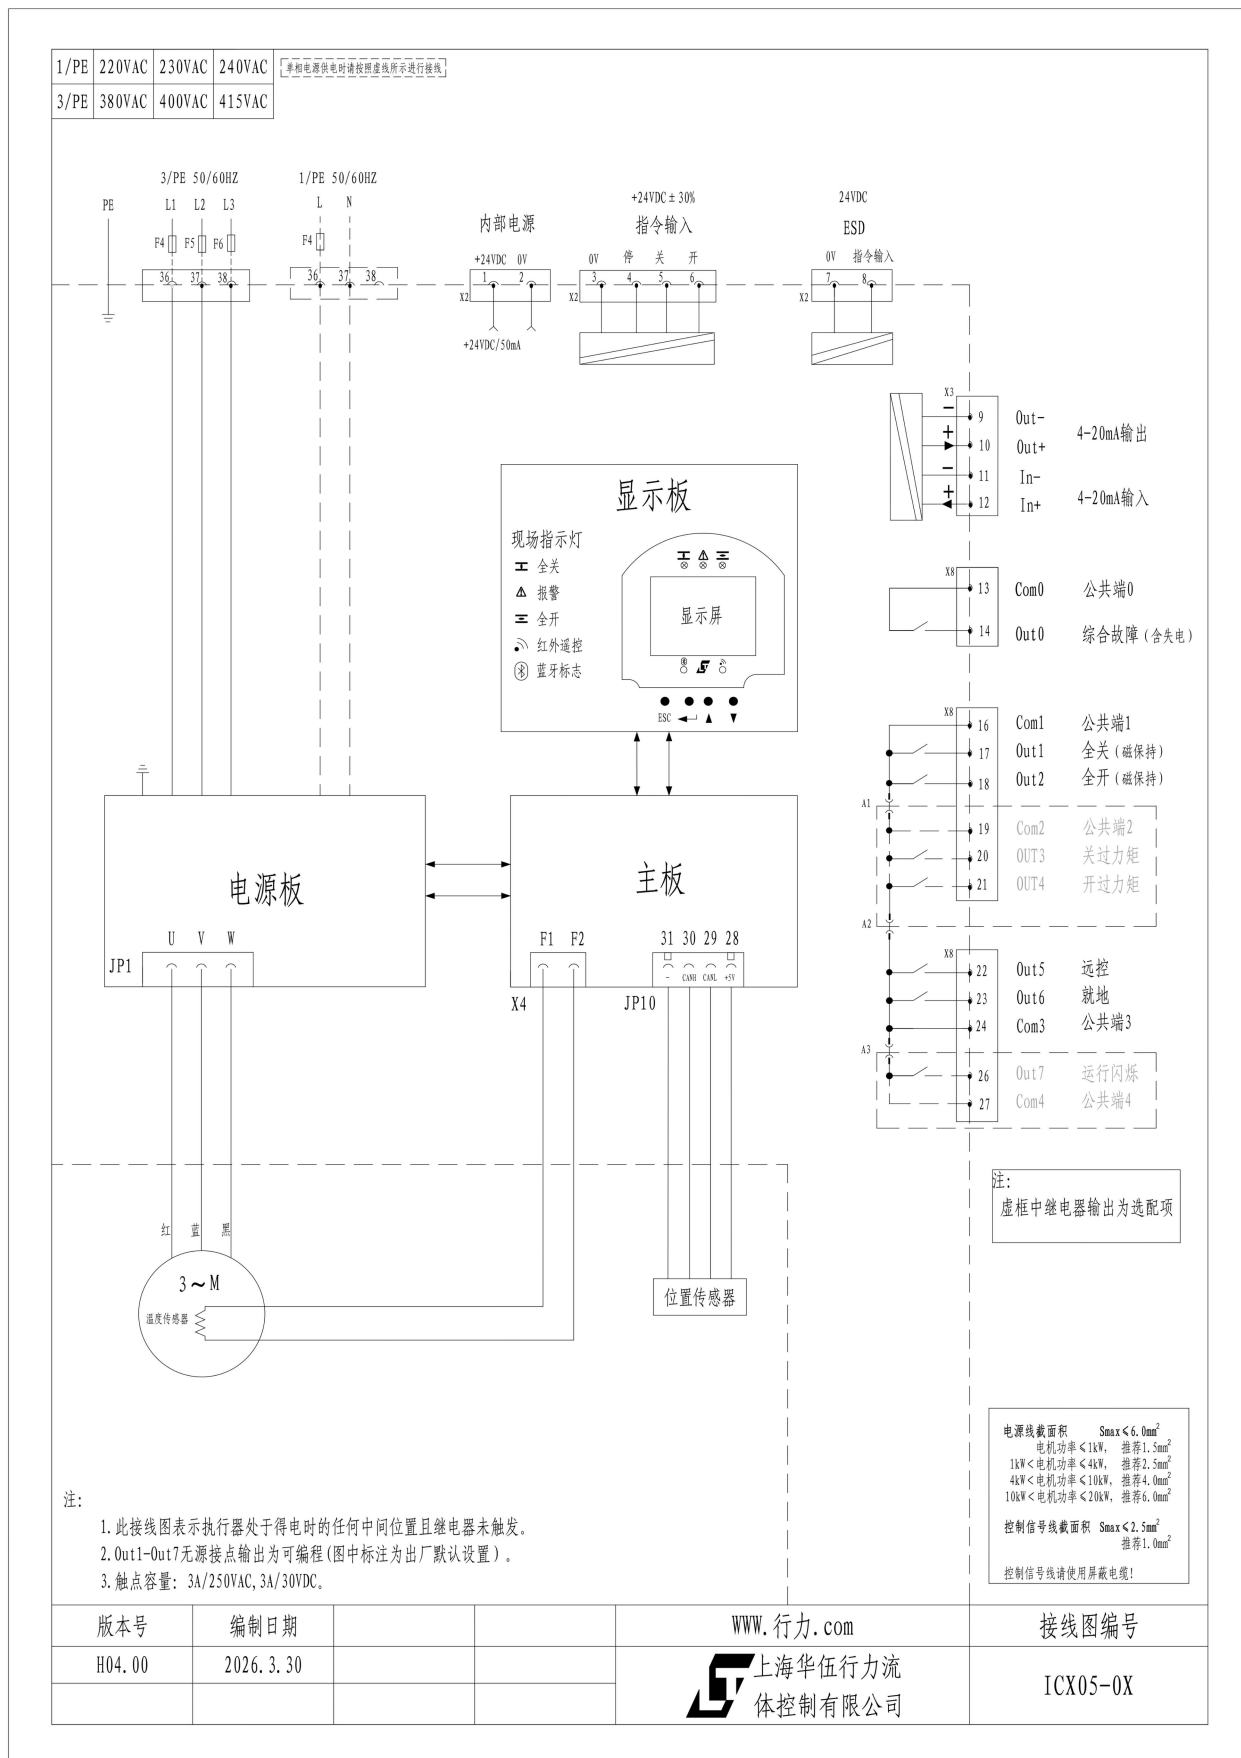 1/PE 220VAC 230VAC 240VAC 单相电源供电时请按照虚线所示进行接线
3/PE 380VAC 400VAC 415VAC
3/PE 50/60HZ
1/PE 50/60HZ
PE L1 L2 L3 L N
F4 F5 F6 F4
36 37 38 36 37 38
内部电源
+24VDC 0V
1 2
X2
+24VDC/50mA
+24VDC±30%
指令输入
0V 停 关 开
3 4 5 6
X2
24VDC
ESD
0V 指令输入
7 8
X2
X3
− 9 Out-
+ 10 Out+
4-20mA输出
− 11 In-
+ 12 In+
4-20mA输入
X8
13 Com0 公共端0
14 Out0 综合故障(含失电)
显示板
现场指示灯
全关
报警
全开
红外遥控
蓝牙标志
显示屏
ESC
X8
16 Com1 公共端1
17 Out1 全关(磁保持)
18 Out2 全开(磁保持)
A1
19 Com2 公共端2
20 OUT3 关过力矩
21 OUT4 开过力矩
A2
X8
22 Out5 远控
23 Out6 就地
24 Com3 公共端3
A3
26 Out7 运行闪烁
27 Com4 公共端4
电源板
U V W
JP1
主板
F1 F2 31 30 29 28
- CANH CANL +5V
X4 JP10
注:
虚框中继电器输出为选配项
红 蓝 黑
3～M
温度传感器
位置传感器
电源线截面积 Smax≤6.0mm²
电机功率≤1kW, 推荐1.5mm²
1kW<电机功率≤4kW, 推荐2.5mm²
4kW<电机功率≤10kW, 推荐4.0mm²
10kW<电机功率≤20kW, 推荐6.0mm²
控制信号线截面积 Smax≤2.5mm²
推荐1.0mm²
控制信号线请使用屏蔽电缆!
注:
1.此接线图表示执行器处于得电时的任何中间位置且继电器未触发。
2.Out1-Out7无源接点输出为可编程(图中标注为出厂默认设置)。
3.触点容量: 3A/250VAC,3A/30VDC。
版本号 编制日期 WWW.行力.com 接线图编号
H04.00 2026.3.30
上海华伍行力流
体控制有限公司
ICX05-0X